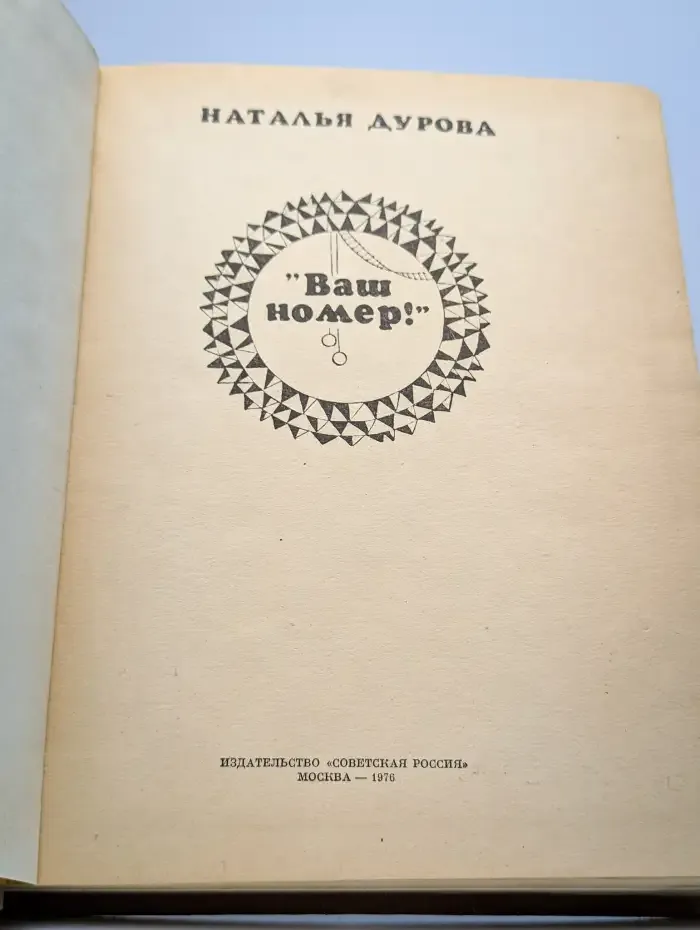 НАТАЛЬЯ ДУРОВА
"Ваш
номер!"
ИЗДАТЕЛЬСТВО «СОВЕТСКАЯ РОССИЯ»
МОСКВА — 1976